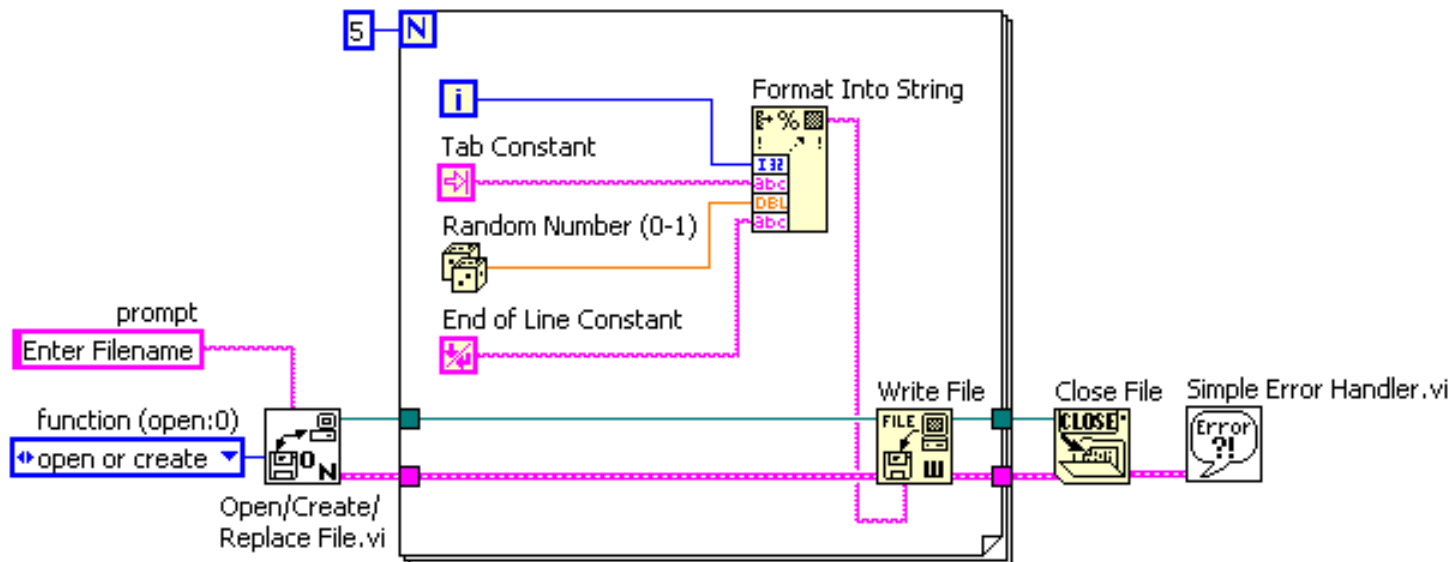 5
N
i
Format Into String
%
! !
Tab Constant
I32
abc
DBL
abc
Random Number (0-1)
End of Line Constant
prompt
Enter Filename
function (open:0)
open or create
O
N
Open/Create/
Replace File.vi
Write File
FILE
W
Close File
CLOSE
Simple Error Handler.vi
Error
?!